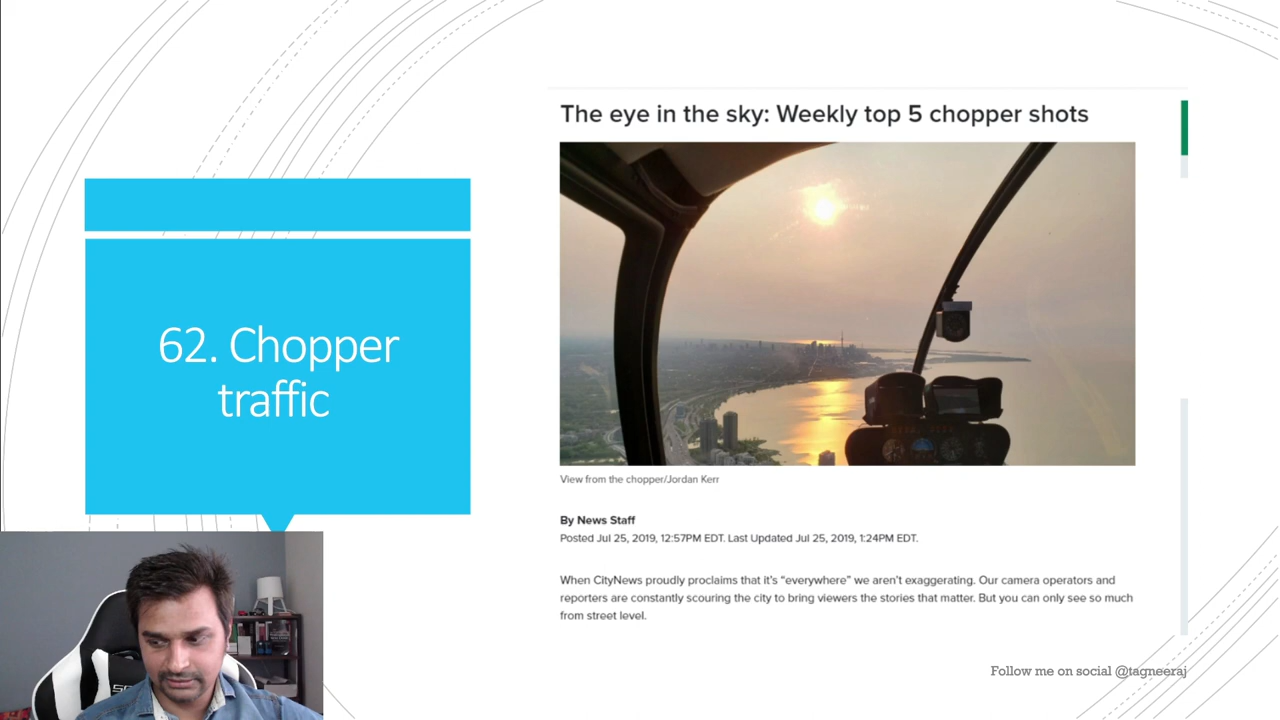 62. Chopper
traffic
The eye in the sky: Weekly top 5 chopper shots
View from the chopper/Jordan Kerr
By News Staff
Posted Jul 25, 2019, 12:57PM EDT. Last Updated Jul 25, 2019, 1:24PM EDT.
When CityNews proudly proclaims that it's “everywhere” we aren't exaggerating. Our camera operators and
reporters are constantly scouring the city to bring viewers the stories that matter. But you can only see so much
from street level.
Follow me on social @tagneeraj